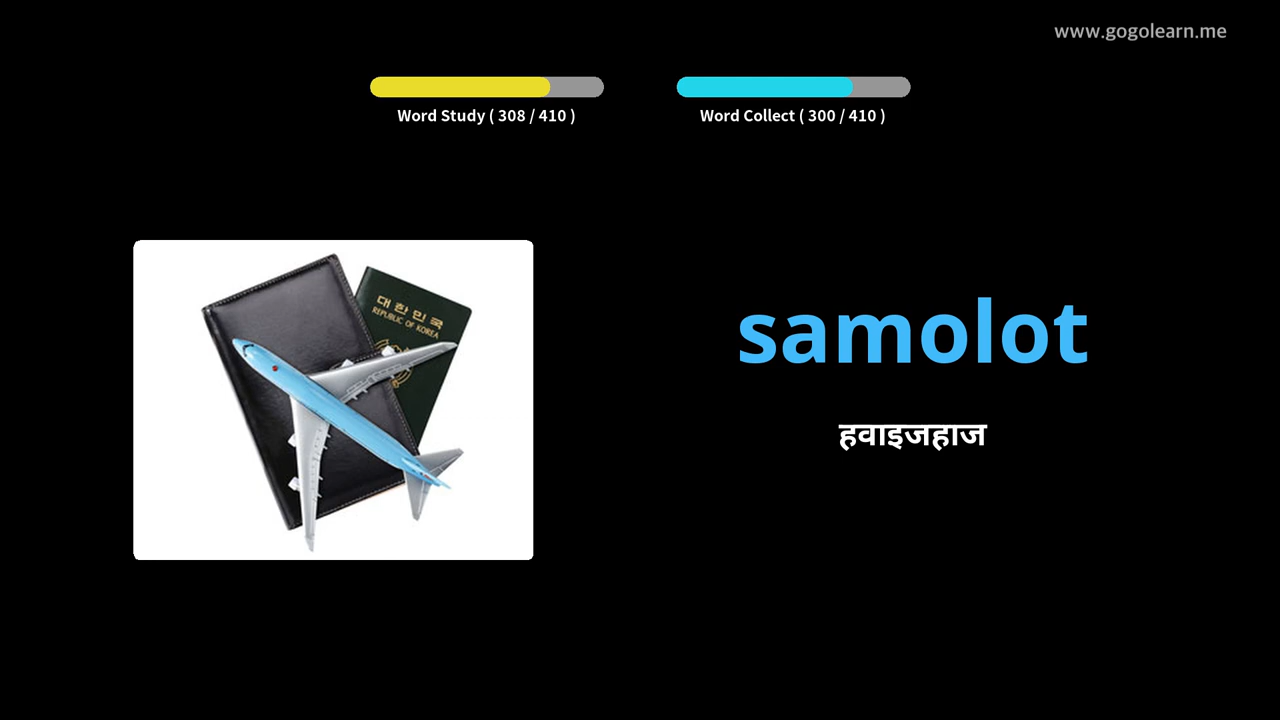 www.gogolearn.me
Word Study ( 308 / 410 )
Word Collect ( 300 / 410 )
대한민국
REPUBLIC OF KOREA
samolot
हवाइजहाज